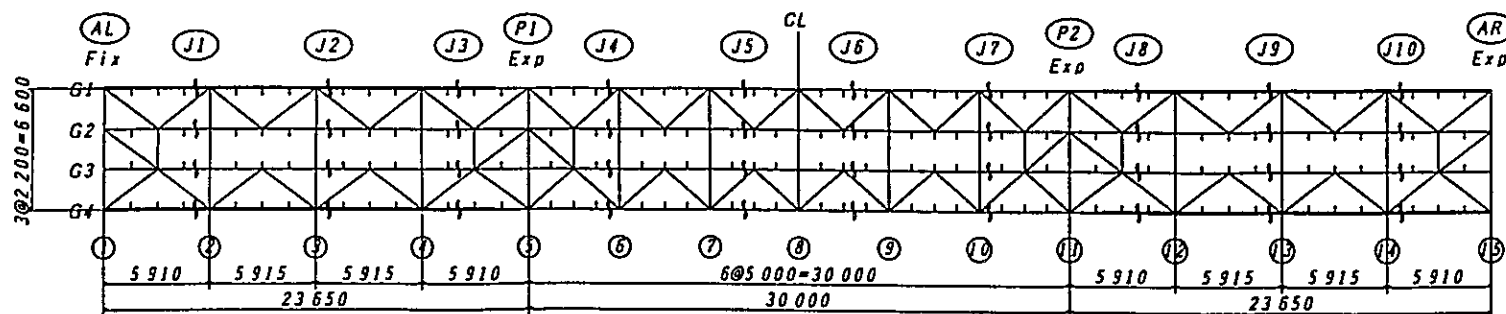 AL P1 CL P2 AR
J1 J2 J3 J4 J5 J6 J7 J8 J9 J10
Fix Exp Exp Exp
G1
G2
G3
G4
3@2 200=6 600
1 2 3 4 5 6 7 8 9 10 11 12 13 14 15
5 910 5 915 5 915 5 910 6@5 000=30 000 5 910 5 915 5 915 5 910
23 650 30 000 23 650